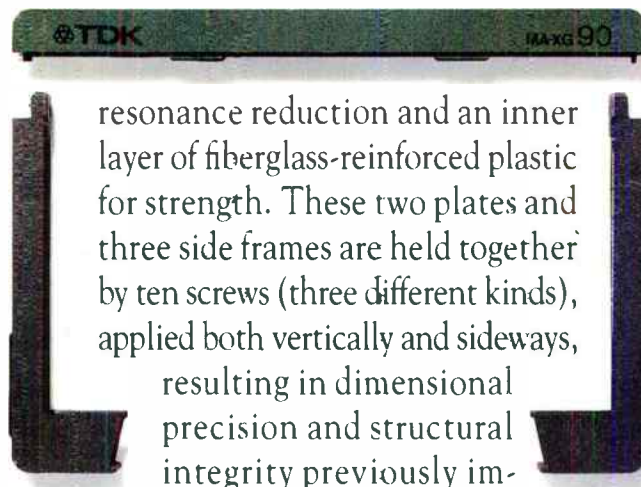 TDK MA-XG 90
resonance reduction and an inner
layer of fiberglass-reinforced plastic
for strength. These two plates and
three side frames are held together
by ten screws (three different kinds),
applied both vertically and sideways,
resulting in dimensional
precision and structural
integrity previously im-